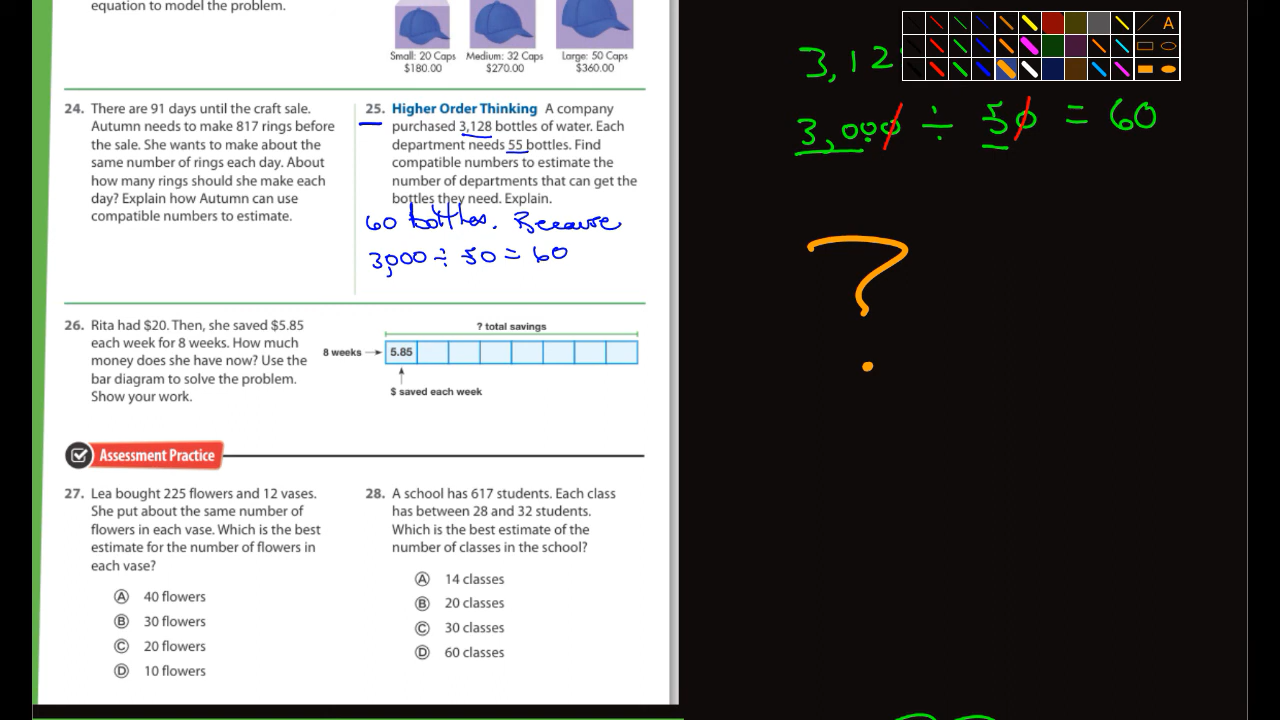 equation to model the problem.
Small: 20 Caps
$180.00
Medium: 32 Caps
$270.00
Large: 50 Caps
$360.00
24. There are 91 days until the craft sale.
Autumn needs to make 817 rings before
the sale. She wants to make about the
same number of rings each day. About
how many rings should she make each
day? Explain how Autumn can use
compatible numbers to estimate.
25. Higher Order Thinking A company
purchased 3,128 bottles of water. Each
department needs 55 bottles. Find
compatible numbers to estimate the
number of departments that can get the
bottles they need. Explain.
60 bottles. Because
3,000 ÷ 50 = 60
26. Rita had $20. Then, she saved $5.85
each week for 8 weeks. How much
money does she have now? Use the
bar diagram to solve the problem.
Show your work.
? total savings
8 weeks
5.85
$ saved each week
Assessment Practice
27. Lea bought 225 flowers and 12 vases.
She put about the same number of
flowers in each vase. Which is the best
estimate for the number of flowers in
each vase?
A 40 flowers
B 30 flowers
C 20 flowers
D 10 flowers
28. A school has 617 students. Each class
has between 28 and 32 students.
Which is the best estimate of the
number of classes in the school?
A 14 classes
B 20 classes
C 30 classes
D 60 classes
3,12
A
3,000 ÷ 50 = 60
?